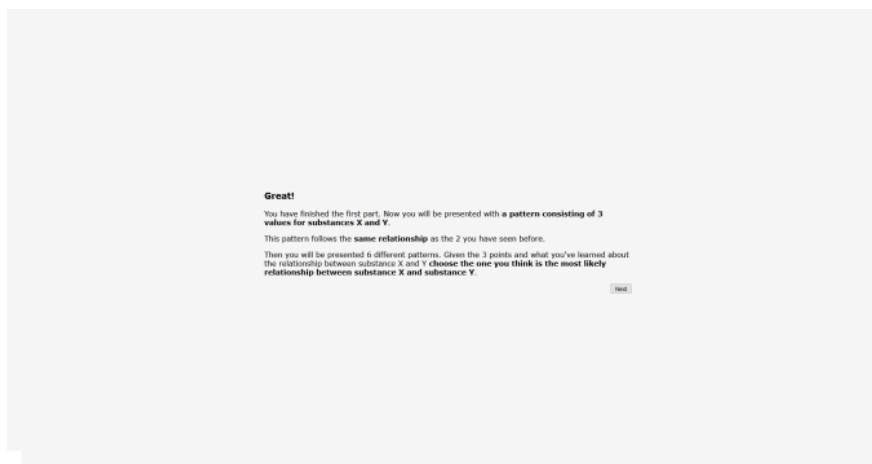 Great!
You have finished the first part. Now you will be presented with a pattern consisting of 3
values for substances X and Y.
This pattern follows the same relationship as the 2 you have seen before.
Then you will be presented 6 different patterns. Given the 3 points and what you've learned about
the relationship between substance X and Y choose the one you think is the most likely
relationship between substance X and substance Y.
Next